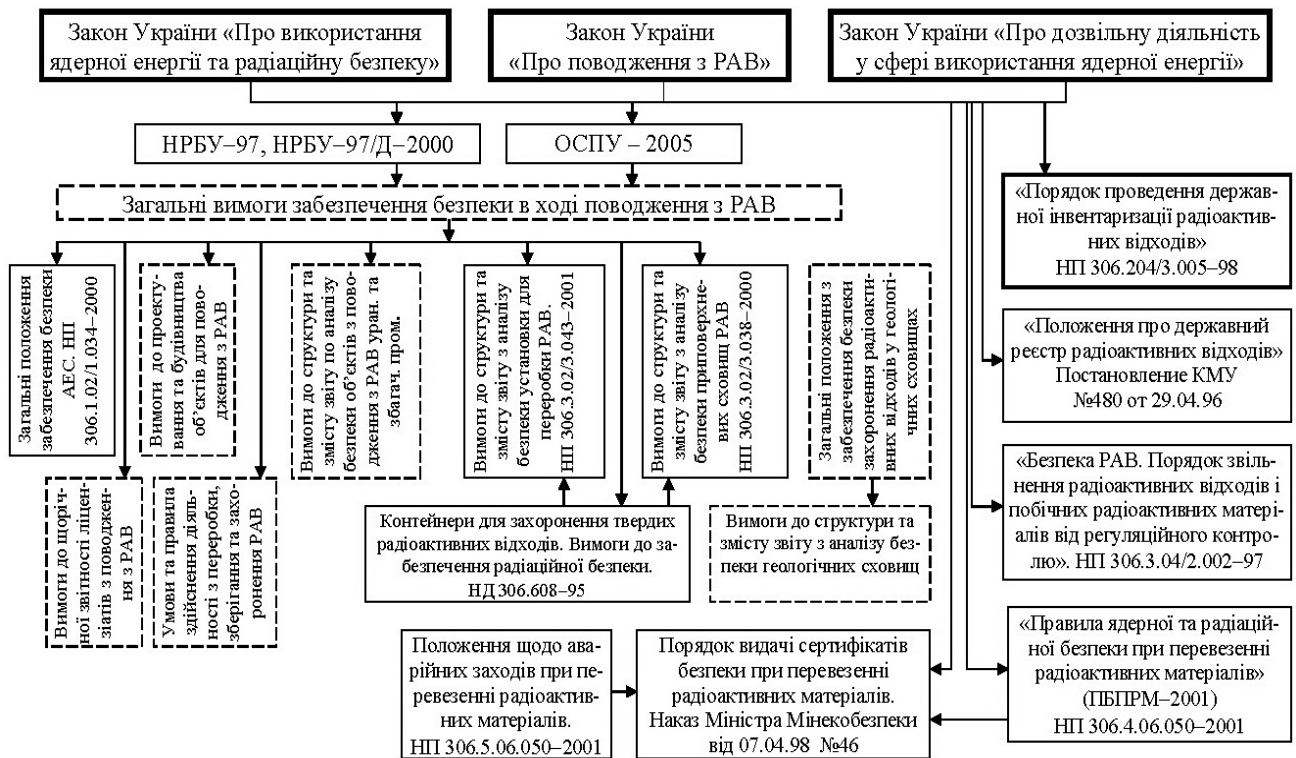 Закон України «Про використання
ядерної енергії та радіаційну безпеку»
Закон України
«Про поводження з РАВ»
Закон України «Про дозвільну діяльність
у сфері використання ядерної енергії»
НРБУ–97, НРБУ–97/Д–2000
ОСПУ – 2005
Загальні вимоги забезпечення безпеки в ході поводження з РАВ
«Порядок проведення держав-
ної інвентаризації радіоактив-
них відходів»
НП 306.204/3.005–98
Загальні положення
забезпечення безпеки
АЕС. НП
306.1.02/1.034–2000
Вимоги до проекту-
вання та будівництва
об’єктів для пово-
дження з РАВ
Вимоги до структури та
змісту звіту по аналізу
безпеки об’єктів з пово-
дження з РАВ уран. та
збагач. пром.
Вимоги до структури та
змісту звіту з аналізу
безпеки установки для
переробки РАВ.
НП 306.3.02/3.043–2001
Вимоги до структури та
змісту звіту з аналізу
безпеки приповерхне-
вих сховищ РАВ
НП 306.3.02/3.038–2000
Загальні положення з
забезпечення безпеки
захоронення радіоакти-
вних відходів у геологі-
чних сховищах
«Положення про державний
реєстр радіоактивних відходів»
Постановление КМУ
№480 от 29.04.96
«Безпека РАВ. Порядок звіль-
нення радіоактивних відходів і
побічних радіоактивних матері-
алів від регуляційного контро-
лю». НП 306.3.04/2.002–97
Вимоги до щоріч-
ної звітності ліцен-
зіатів з поводжен-
ня з РАВ
Умови та правила
здійснення діяль-
ності з переробки,
зберігання та захо-
ронення РАВ
Контейнери для захоронення твердих
радіоактивних відходів. Вимоги до за-
безпечення радіаційної безпеки.
НД 306.608–95
Вимоги до структури та
змісту звіту з аналізу без-
пеки геологічних сховищ
Положення щодо ава-
рійних заходів при пе-
ревезенні радіоактив-
них матеріалів.
НП 306.5.06.050–2001
Порядок видачі сертифікатів
безпеки при перевезенні
радіоактивних матеріалів.
Наказ Міністра Мінекобезпеки
від 07.04.98 №46
«Правила ядерної та радіацій-
ної безпеки при перевезенні
радіоактивних матеріалів»
(ПБПРМ–2001)
НП 306.4.06.050–2001